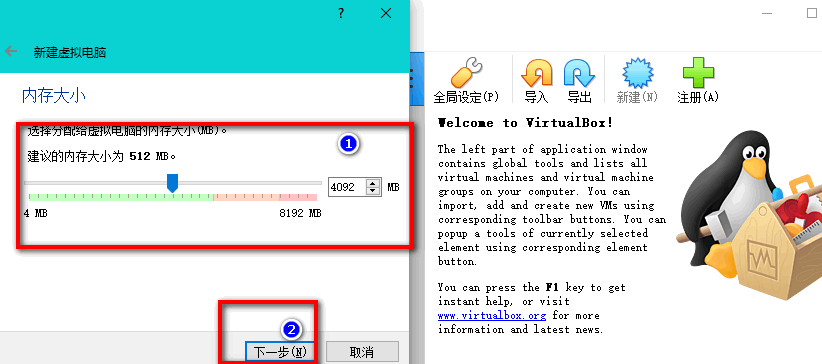 ?
新建虚拟电脑
内存大小
选择分配给虚拟电脑的内存大小(MB)。
建议的内存大小为 512 MB。
1
4092 MB
4 MB 8192 MB
2
下一步(N) 取消
全局设定(P) 导入 导出 新建(N) 注册(A)
Welcome to VirtualBox!
The left part of application window
contains global tools and lists all
virtual machines and virtual machine
groups on your computer. You can
import, add and create new VMs using
corresponding toolbar buttons. You can
popup a tools of currently selected
element using corresponding element
button.
You can press the F1 key to get
instant help, or visit
www.virtualbox.org for more
information and latest news.